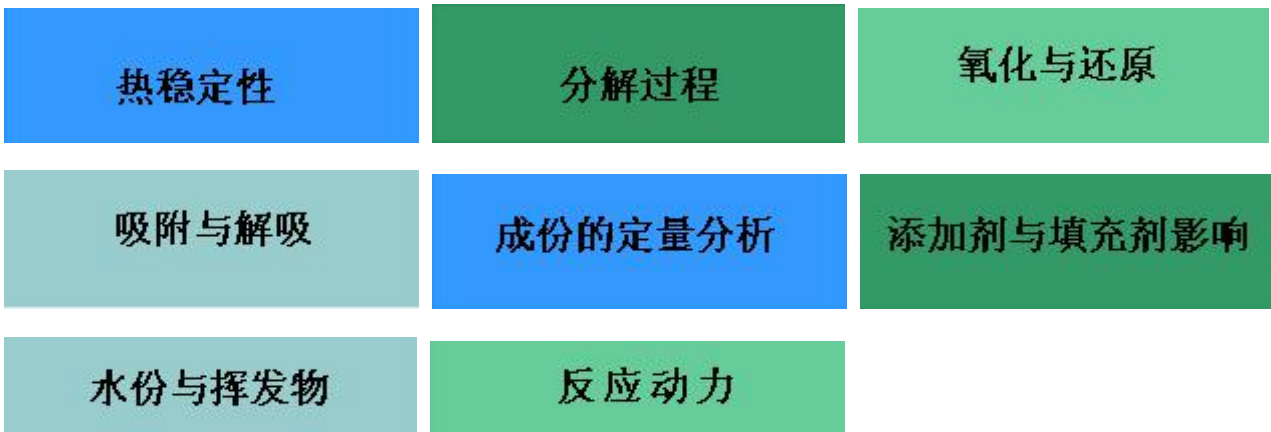 热稳定性
分解过程
氧化与还原
吸附与解吸
成份的定量分析
添加剂与填充剂影响
水份与挥发物
反应动力